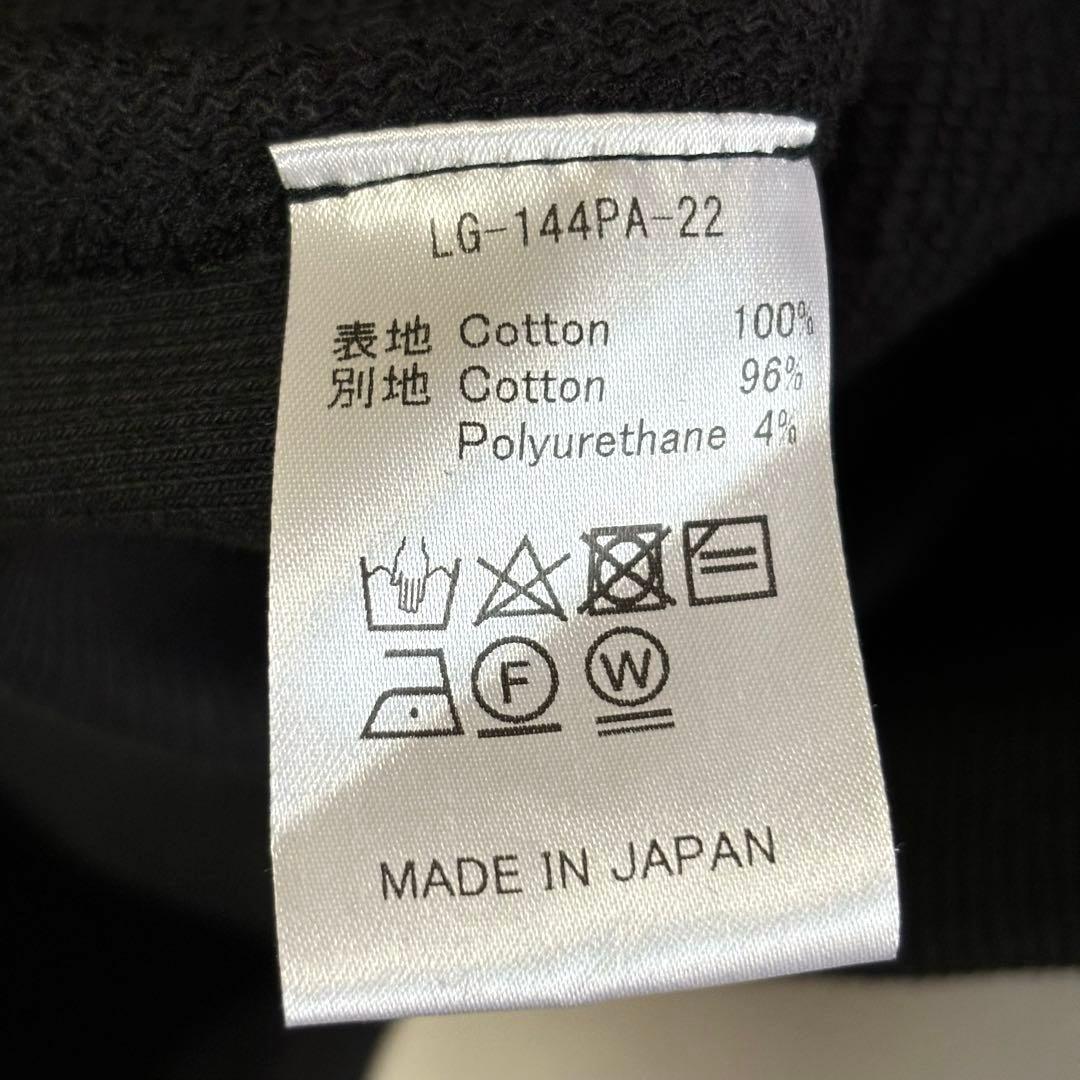 LG-144PA-22
表地 Cotton 100%
別地 Cotton 96%
Polyurethane 4%
F W
MADE IN JAPAN